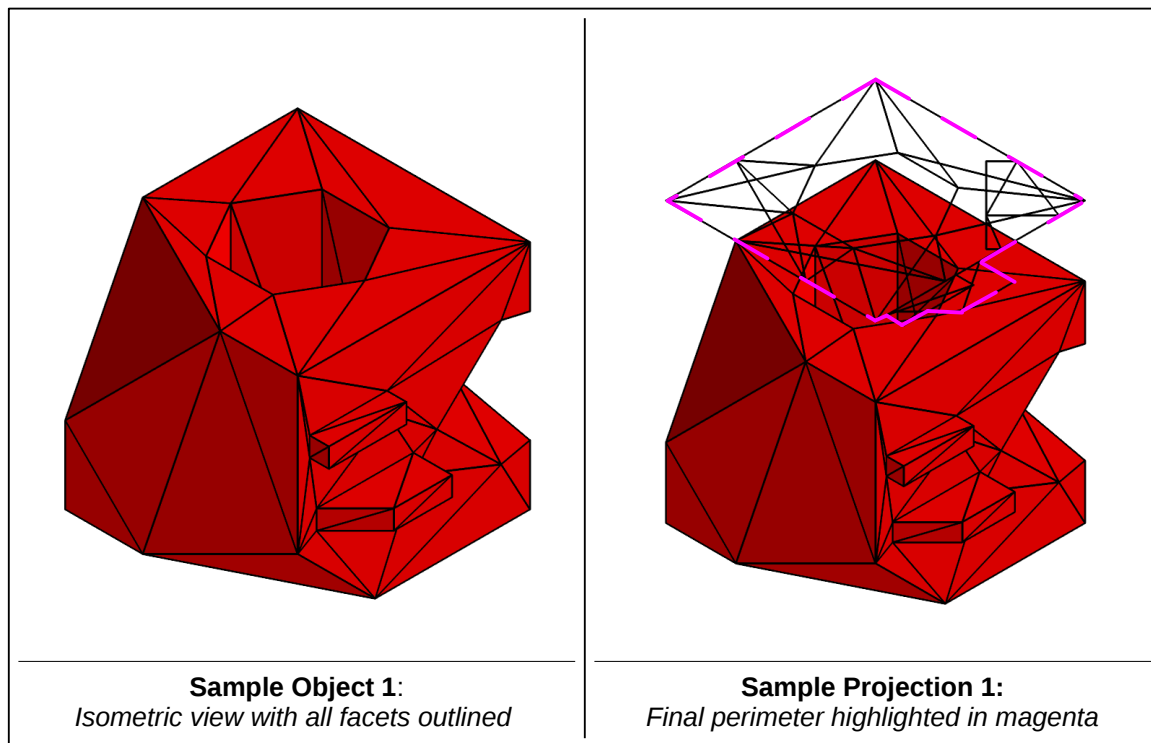 Sample Object 1:
Isometric view with all facets outlined
Sample Projection 1:
Final perimeter highlighted in magenta